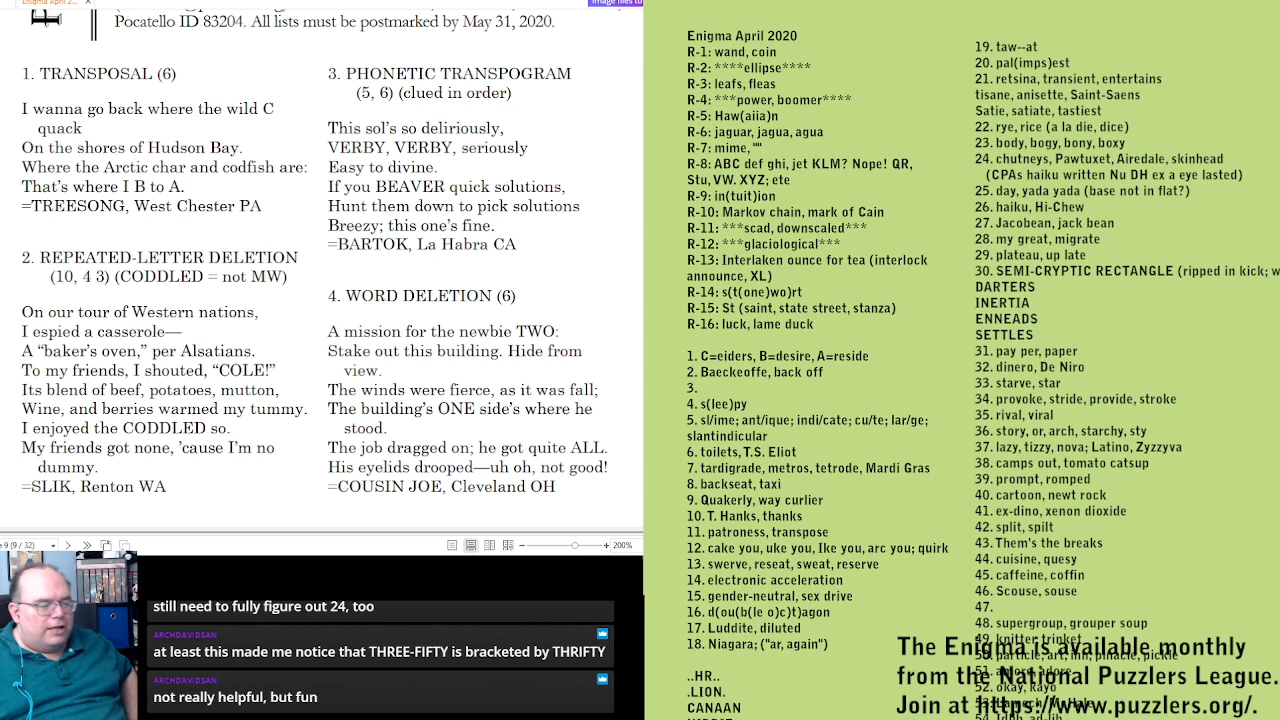 Enigma April 2...
Image files to
Pocatello ID 83204. All lists must be postmarked by May 31, 2020.
1. TRANSPOSAL (6)
I wanna go back where the wild C
quack
On the shores of Hudson Bay.
Where the Arctic char and codfish are:
That's where I B to A.
=TREESONG, West Chester PA
2. REPEATED-LETTER DELETION
(10, 4 3) (CODDLED = not MW)
On our tour of Western nations,
I espied a casserole—
A “baker's oven,” per Alsatians.
To my friends, I shouted, “COLE!”
Its blend of beef, potatoes, mutton,
Wine, and berries warmed my tummy.
I enjoyed the CODDLED so.
My friends got none, 'cause I'm no
dummy.
=SLIK, Renton WA
3. PHONETIC TRANSPOGRAM
(5, 6) (clued in order)
This sol's so deliriously,
VERBY, VERBY, seriously
Easy to divine.
If you BEAVER quick solutions,
Hunt them down to pick solutions
Breezy; this one's fine.
=BARTOK, La Habra CA
4. WORD DELETION (6)
A mission for the newbie TWO:
Stake out this building. Hide from
view.
The winds were fierce, as it was fall;
The building's ONE side's where he
stood.
The job dragged on; he got quite ALL.
His eyelids drooped—uh oh, not good!
=COUSIN JOE, Cleveland OH
9 (9 / 32)
200%
still need to fully figure out 24, too
ARCHDAVIDSAN
at least this made me notice that THREE-FIFTY is bracketed by THRIFTY
ARCHDAVIDSAN
not really helpful, but fun
Enigma April 2020
R-1: wand, coin
R-2: ****ellipse****
R-3: leafs, fleas
R-4: ***power, boomer****
R-5: Haw(aiia)n
R-6: jaguar, jagua, agua
R-7: mime, ""
R-8: ABC def ghi, jet KLM? Nope! QR,
Stu, VW. XYZ; ete
R-9: in(tuit)ion
R-10: Markov chain, mark of Cain
R-11: ***scad, downscaled***
R-12: ***glaciological***
R-13: Interlaken ounce for tea (interlock
announce, XL)
R-14: s(t(one)wo)rt
R-15: St (saint, state street, stanza)
R-16: luck, lame duck
1. C=eiders, B=desire, A=reside
2. Baeckeoffe, back off
3.
4. s(lee)py
5. sl/ime; ant/ique; indi/cate; cu/te; lar/ge;
slantindicular
6. toilets, T.S. Eliot
7. tardigrade, metros, tetrode, Mardi Gras
8. backseat, taxi
9. Quakerly, way curlier
10. T. Hanks, thanks
11. patroness, transpose
12. cake you, uke you, Ike you, arc you; quirk
13. swerve, reseat, sweat, reserve
14. electronic acceleration
15. gender-neutral, sex drive
16. d(ou(b(le o)c)t)agon
17. Luddite, diluted
18. Niagara; ("ar, again")
..HR..
.LION.
CANAAN
19. taw--at
20. pal(imps)est
21. retsina, transient, entertains
tisane, anisette, Saint-Saens
Satie, satiate, tastiest
22. rye, rice (a la die, dice)
23. body, bogy, bony, boxy
24. chutneys, Pawtuxet, Airedale, skinhead
(CPAs haiku written Nu DH ex a eye lasted)
25. day, yada yada (base not in flat?)
26. haiku, Hi-Chew
27. Jacobean, jack bean
28. my great, migrate
29. plateau, up late
30. SEMI-CRYPTIC RECTANGLE (ripped in kick; w
DARTERS
INERTIA
ENNEADS
SETTLES
31. pay per, paper
32. dinero, De Niro
33. starve, star
34. provoke, stride, provide, stroke
35. rival, viral
36. story, or, arch, starchy, sty
37. lazy, tizzy, nova; Latino, Zyzzyva
38. camps out, tomato catsup
39. prompt, romped
40. cartoon, newt rock
41. ex-dino, xenon dioxide
42. split, spilt
43. Them's the breaks
44. cuisine, quesy
45. caffeine, coffin
46. Scouse, souse
47.
48. supergroup, grouper soup
49. knitter, trinket
50. particle, art, inn, pinacle, pickle
51. amore, adore
52. okay, kayo
The Enigma is available monthly
from the National Puzzlers League.
Join at https://www.puzzlers.org/.